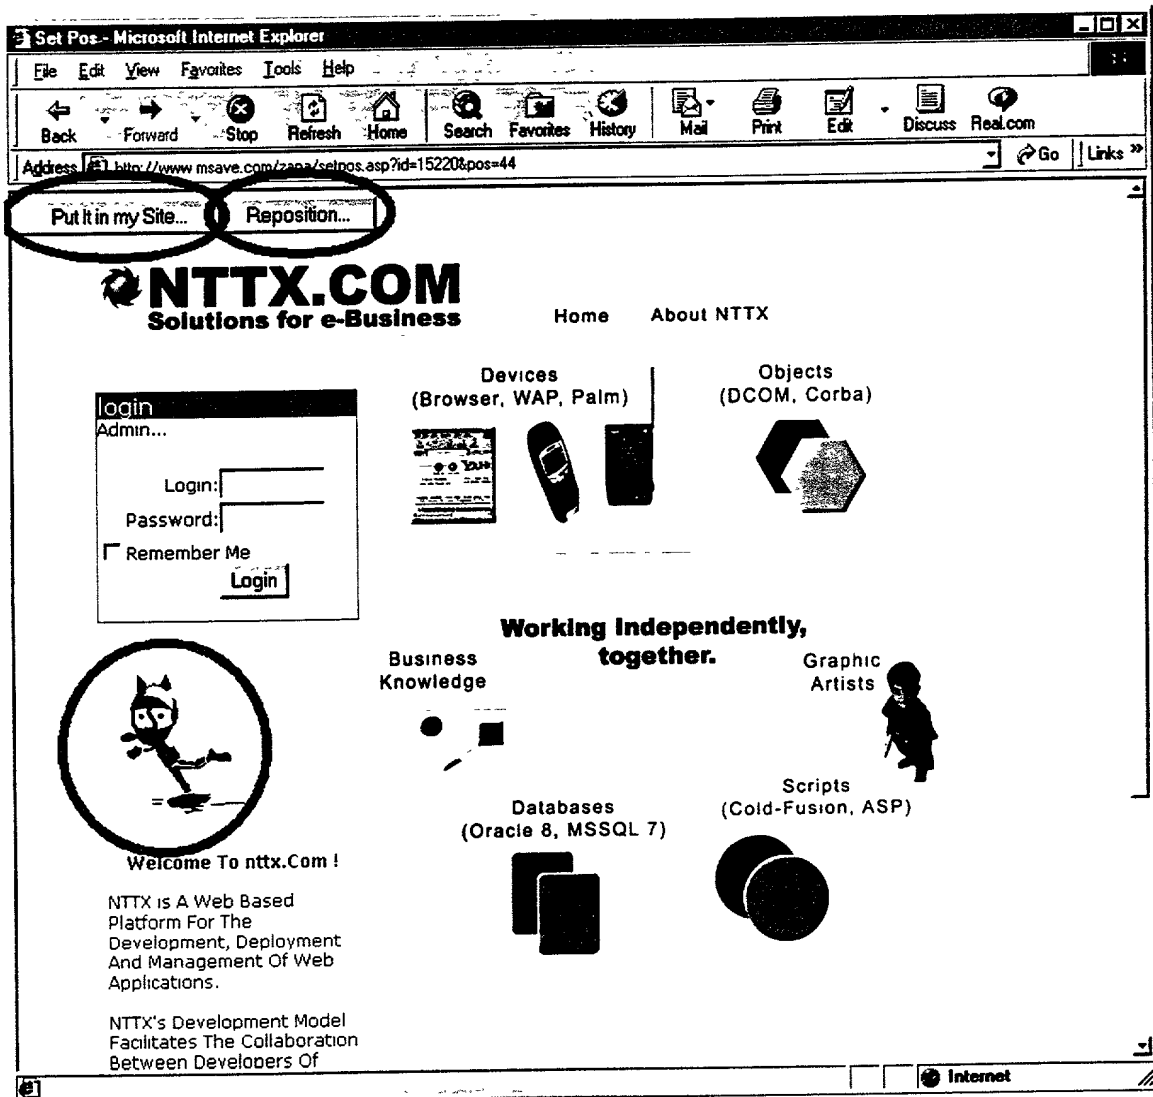 Set Pos.- Microsoft Internet Explorer
File Edit View Favorites Tools Help
Back Forward Stop Refresh Home Search Favorites History Mail Print Edit Discuss Real.com
Address http://www msave.com/zapa/setpos.asp?id=15220&pos=44 Go Links »
Put It in my Site... Reposition...
NTTX.COM
Solutions for e-Business
Home About NTTX
Devices
(Browser, WAP, Palm)
Objects
(DCOM, Corba)
login
Admin...
Login:
Password:
Remember Me
Login
Working Independently,
together.
Business
Knowledge
Graphic
Artists
Databases
(Oracle 8, MSSQL 7)
Scripts
(Cold-Fusion, ASP)
Welcome To nttx.Com !
NTTX is A Web Based
Platform For The
Development, Deployment
And Management Of Web
Applications.
NTTX's Development Model
Facilitates The Collaboration
Between Developers Of
Internet